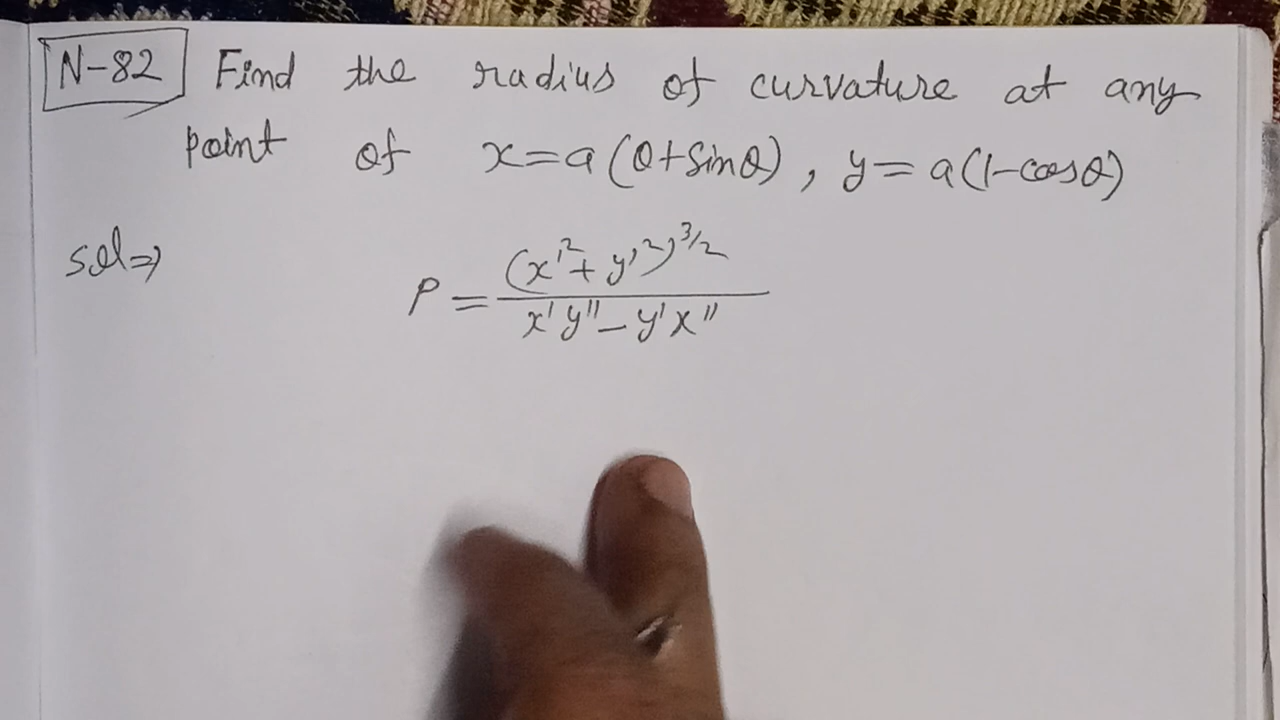 N-82 Find the radius of curvature at any
point of x=a(θ+sinθ), y=a(1-cosθ)
sol⇒ ρ = (x'²+y'²)^3/2 / x'y''-y'x''